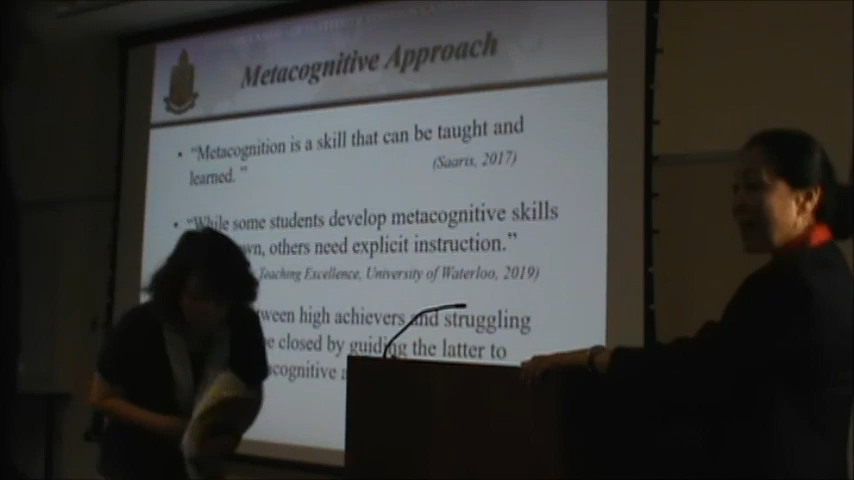 Metacognitive Approach
• "Metacognition is a skill that can be taught and
learned."
(Saaris, 2017)
• "While some students develop metacognitive skills
own, others need explicit instruction."
Teaching Excellence, University of Waterloo, 2019)
high achievers and struggling
closed by guiding the latter to